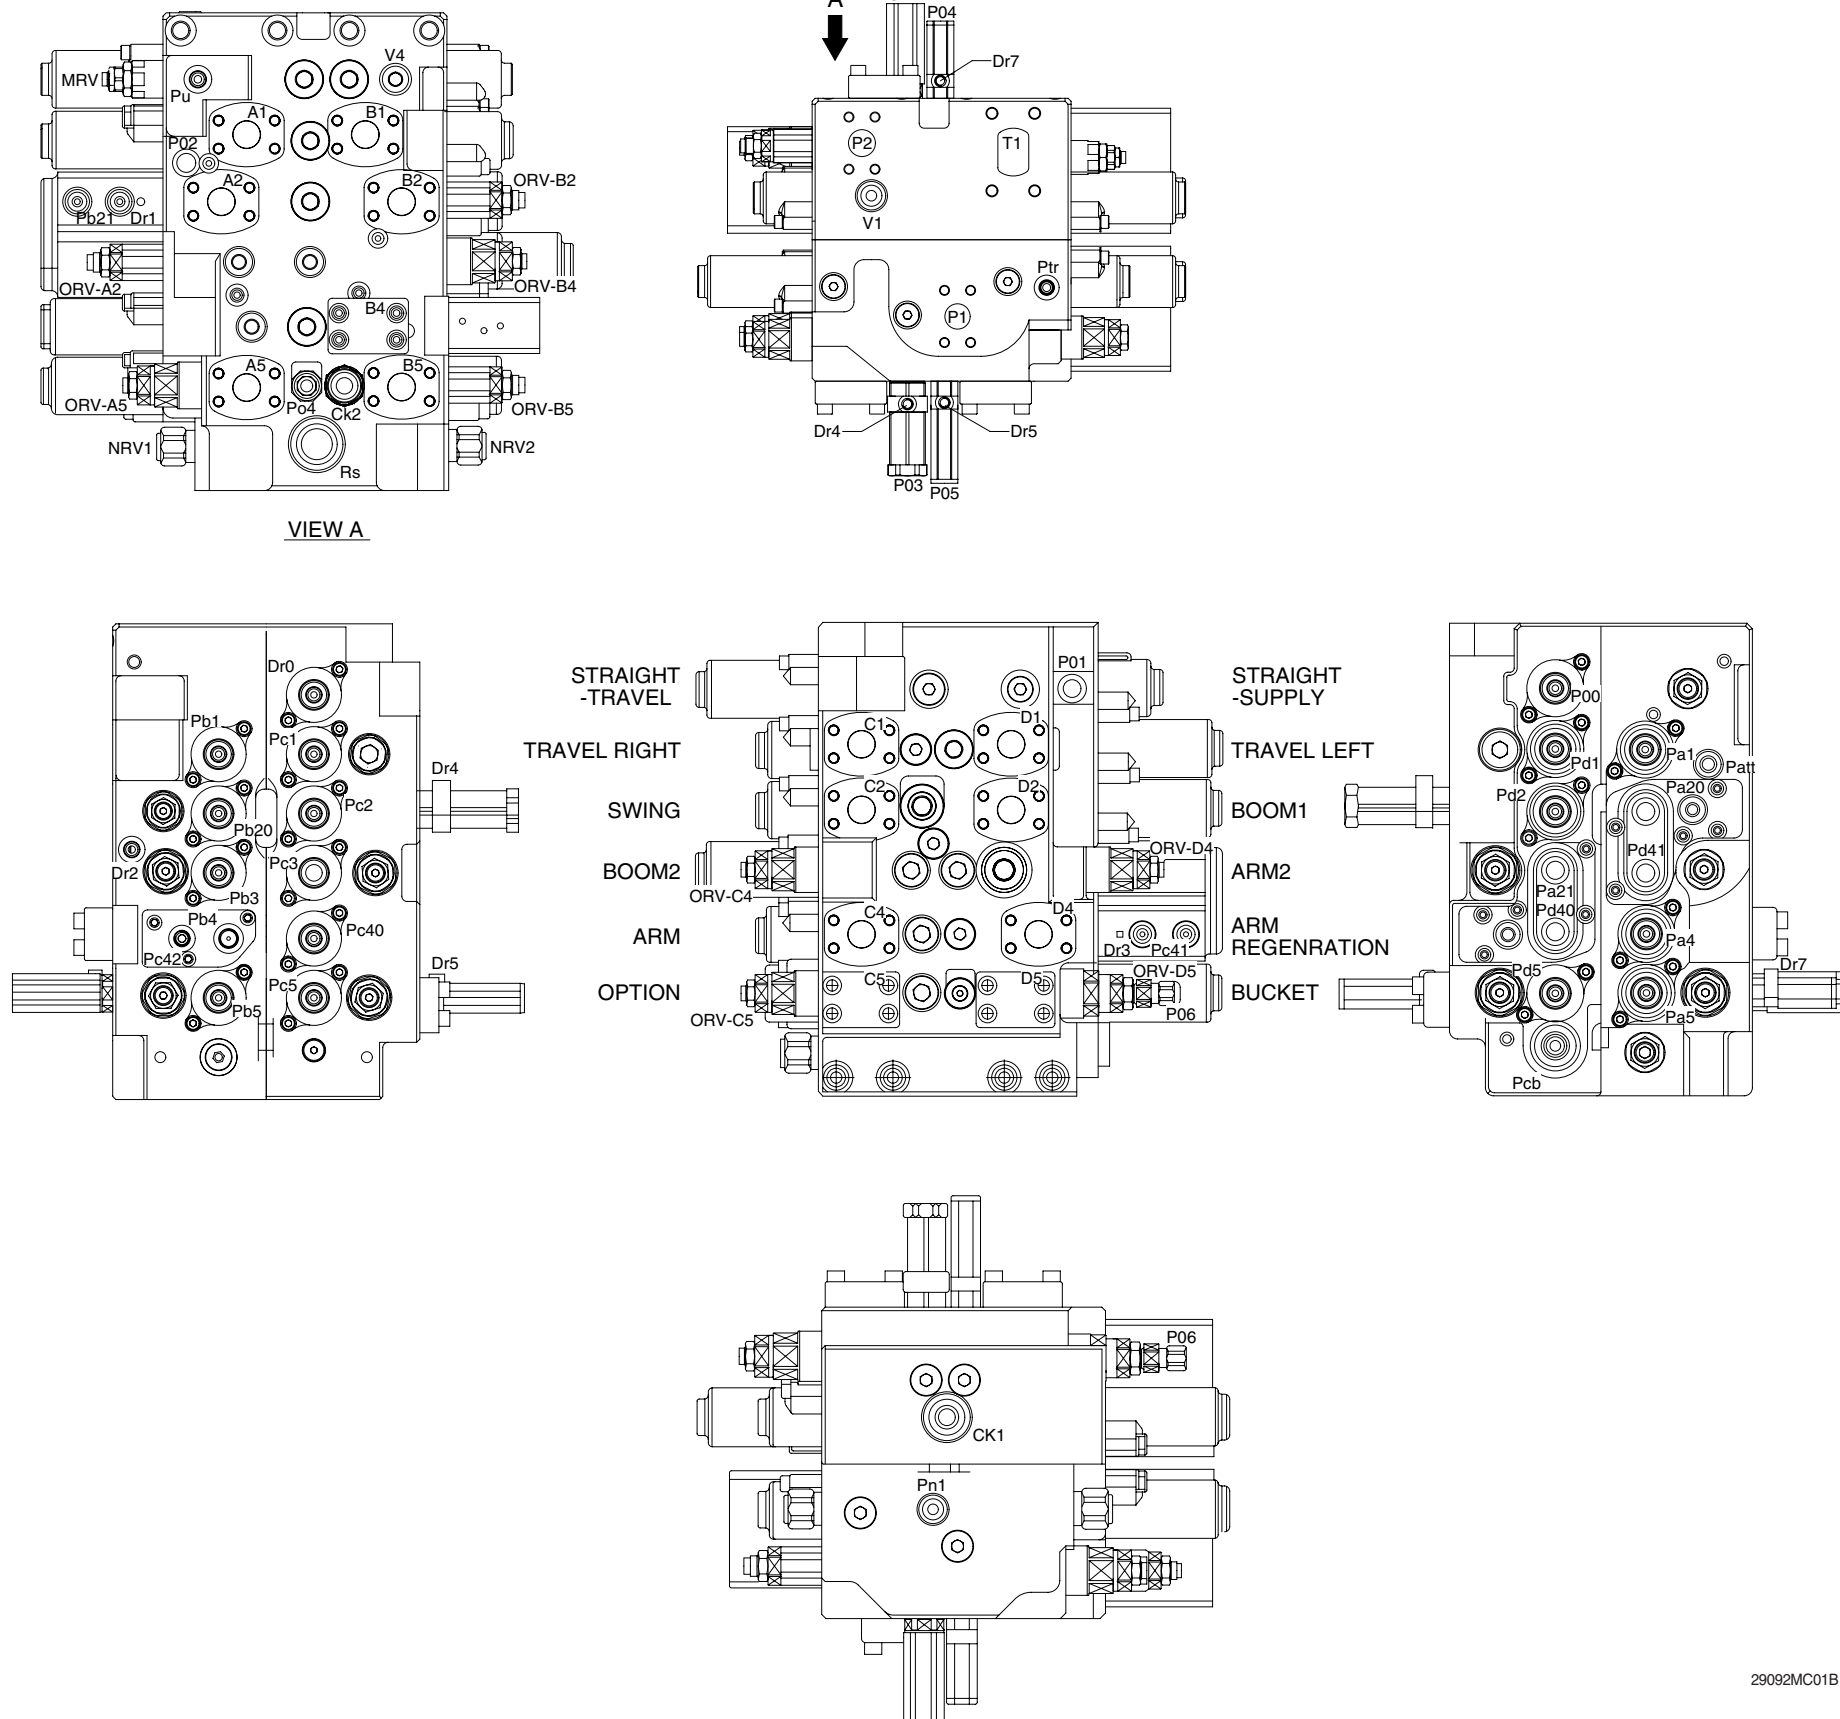 A
P04
Dr7
MRV
V4
Pu
A1
B1
P02
A2
B2
ORV-B2
Pb21
Dr1
ORV-A2
ORV-B4
B4
A5
B5
ORV-A5
Po4
Ck2
ORV-B5
NRV1
NRV2
Rs
VIEW A
P2
T1
V1
Ptr
P1
Dr4
Dr5
P03
P05
Dr0
Pb1
Pc1
Dr4
Pc2
Pb20
Pc3
Dr2
Pb3
Pb4
Pc40
Pc42
Dr5
Pc5
Pb5
STRAIGHT
-TRAVEL
TRAVEL RIGHT
SWING
BOOM2
ARM
OPTION
P01
C1
D1
C2
D2
ORV-D4
ORV-C4
C4
D4
Dr3
Pc41
ORV-D5
C5
D5
ORV-C5
P06
STRAIGHT
-SUPPLY
TRAVEL LEFT
BOOM1
ARM2
ARM
REGENRATION
BUCKET
P00
Pd1
Pa1
Patt
Pd2
Pa20
Pd41
Pa21
Pd40
Pa4
Pd5
Dr7
Pa5
Pcb
P06
CK1
Pn1
29092MC01B